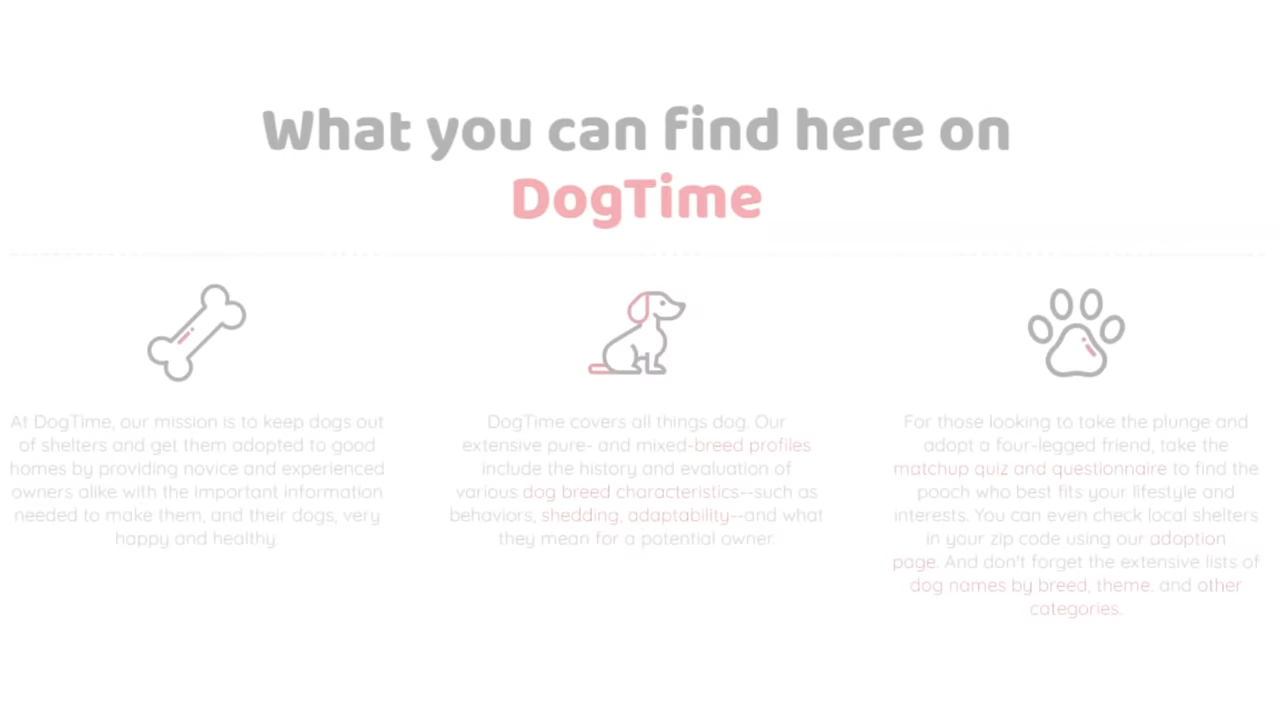 What you can find here on
DogTime
At DogTime, our mission is to keep dogs out
of shelters and get them adopted to good
homes by providing novice and experienced
owners alike with the important information
needed to make them, and their dogs, very
happy and healthy.
DogTime covers all things dog. Our
extensive pure- and mixed-breed profiles
include the history and evaluation of
various dog breed characteristics--such as
behaviors, shedding, adaptability--and what
they mean for a potential owner.
For those looking to take the plunge and
adopt a four-legged friend, take the
matchup quiz and questionnaire to find the
pooch who best fits your lifestyle and
interests. You can even check local shelters
in your zip code using our adoption
page. And don't forget the extensive lists of
dog names by breed, theme. and other
categories.